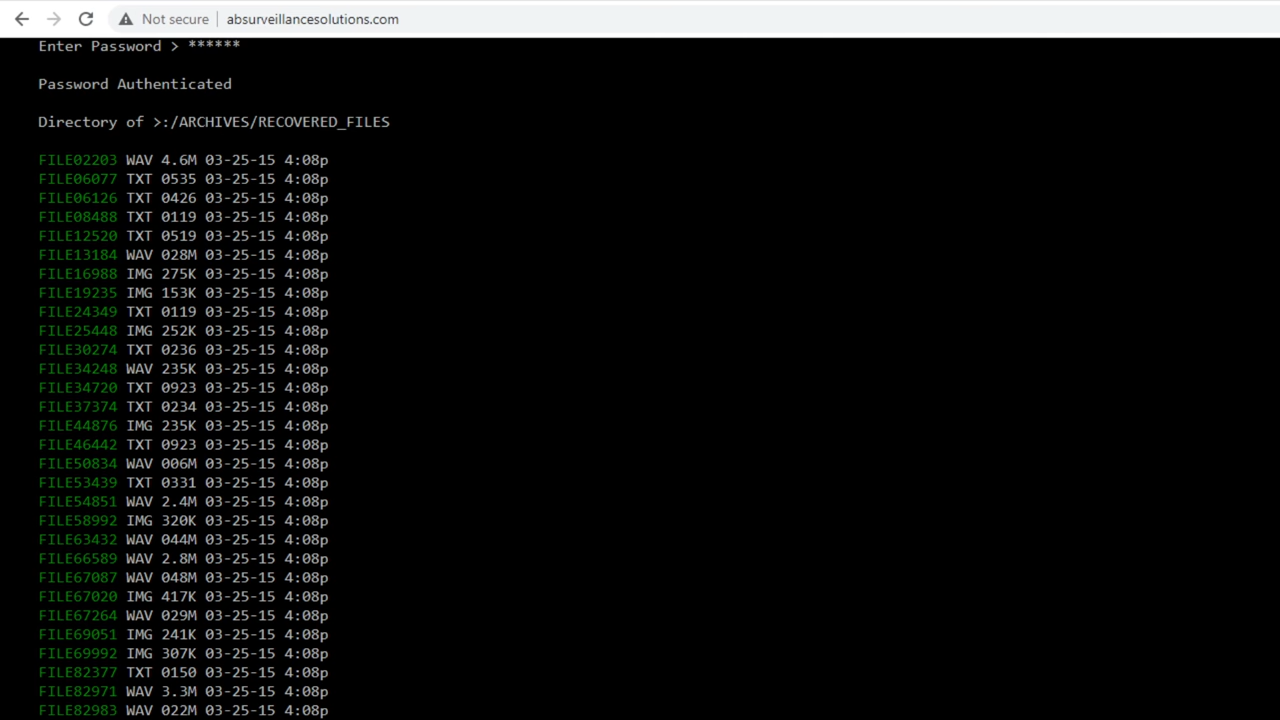 Not secure absurveillancesolutions.com
Enter Password > ******
Password Authenticated
Directory of >:/ARCHIVES/RECOVERED_FILES
FILE02203 WAV 4.6M 03-25-15 4:08p
FILE06077 TXT 0535 03-25-15 4:08p
FILE06126 TXT 0426 03-25-15 4:08p
FILE08488 TXT 0119 03-25-15 4:08p
FILE12520 TXT 0519 03-25-15 4:08p
FILE13184 WAV 028M 03-25-15 4:08p
FILE16988 IMG 275K 03-25-15 4:08p
FILE19235 IMG 153K 03-25-15 4:08p
FILE24349 TXT 0119 03-25-15 4:08p
FILE25448 IMG 252K 03-25-15 4:08p
FILE30274 TXT 0236 03-25-15 4:08p
FILE34248 WAV 235K 03-25-15 4:08p
FILE34720 TXT 0923 03-25-15 4:08p
FILE37374 TXT 0234 03-25-15 4:08p
FILE44876 IMG 235K 03-25-15 4:08p
FILE46442 TXT 0923 03-25-15 4:08p
FILE50834 WAV 006M 03-25-15 4:08p
FILE53439 TXT 0331 03-25-15 4:08p
FILE54851 WAV 2.4M 03-25-15 4:08p
FILE58992 IMG 320K 03-25-15 4:08p
FILE63432 WAV 044M 03-25-15 4:08p
FILE66589 WAV 2.8M 03-25-15 4:08p
FILE67087 WAV 048M 03-25-15 4:08p
FILE67020 IMG 417K 03-25-15 4:08p
FILE67264 WAV 029M 03-25-15 4:08p
FILE69051 IMG 241K 03-25-15 4:08p
FILE69992 IMG 307K 03-25-15 4:08p
FILE82377 TXT 0150 03-25-15 4:08p
FILE82971 WAV 3.3M 03-25-15 4:08p
FILE82983 WAV 022M 03-25-15 4:08p